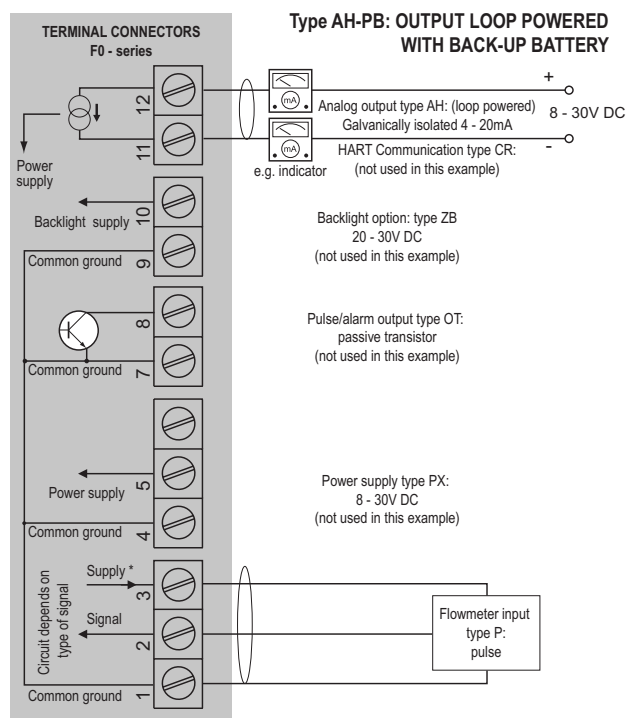 Type AH-PB: OUTPUT LOOP POWERED
WITH BACK-UP BATTERY
TERMINAL CONNECTORS
F0 - series
12
11
Power
supply
(mA)
(mA)
e.g. indicator
Analog output type AH: (loop powered)
Galvanically isolated 4 - 20mA
HART Communication type CR:
(not used in this example)
+
8 - 30V DC
-
10
Backlight supply
9
Common ground
Backlight option: type ZB
20 - 30V DC
(not used in this example)
8
7
Common ground
Pulse/alarm output type OT:
passive transistor
(not used in this example)
5
Power supply
4
Common ground
Power supply type PX:
8 - 30V DC
(not used in this example)
Circuit depends on
type of signal
Supply *
3
Signal
2
Common ground
1
Flowmeter input
type P:
pulse